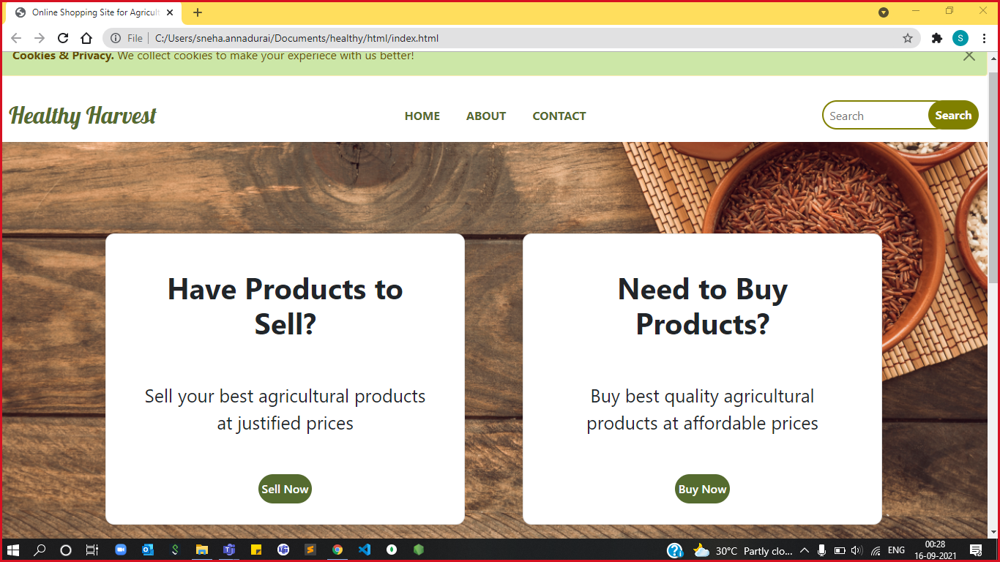 Online Shopping Site for Agricult
File
C:/Users/sneha.annadurai/Documents/healthy/html/index.html
S
Cookies & Privacy. We collect cookies to make your experiece with us better!
Healthy Harvest
HOME ABOUT CONTACT
Search
Search
Have Products to
Sell?
Sell your best agricultural products
at justified prices
Sell Now
Need to Buy
Products?
Buy best quality agricultural
products at affordable prices
Buy Now
30°C Partly clo...
ENG
00:28
16-09-2021